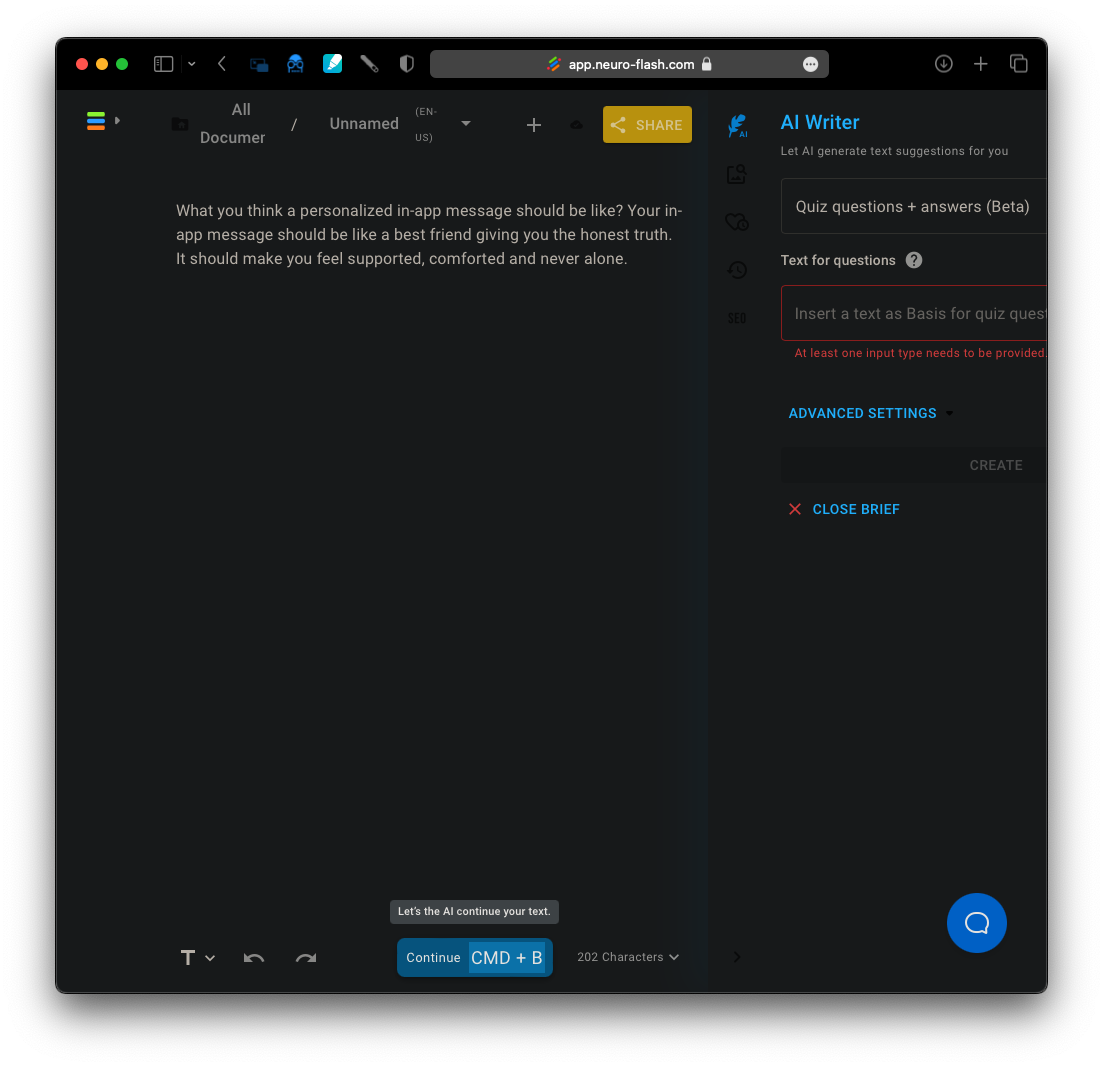 app.neuro-flash.com
All
Documer
/
Unnamed
(EN-
US)
SHARE
What you think a personalized in-app message should be like? Your in-
app message should be like a best friend giving you the honest truth.
It should make you feel supported, comforted and never alone.
AI
SEO
AI Writer
Let AI generate text suggestions for you
Quiz questions + answers (Beta)
Text for questions ?
Insert a text as Basis for quiz quest
At least one input type needs to be provided.
ADVANCED SETTINGS
CREATE
CLOSE BRIEF
Let's the AI continue your text.
T
Continue CMD + B
202 Characters